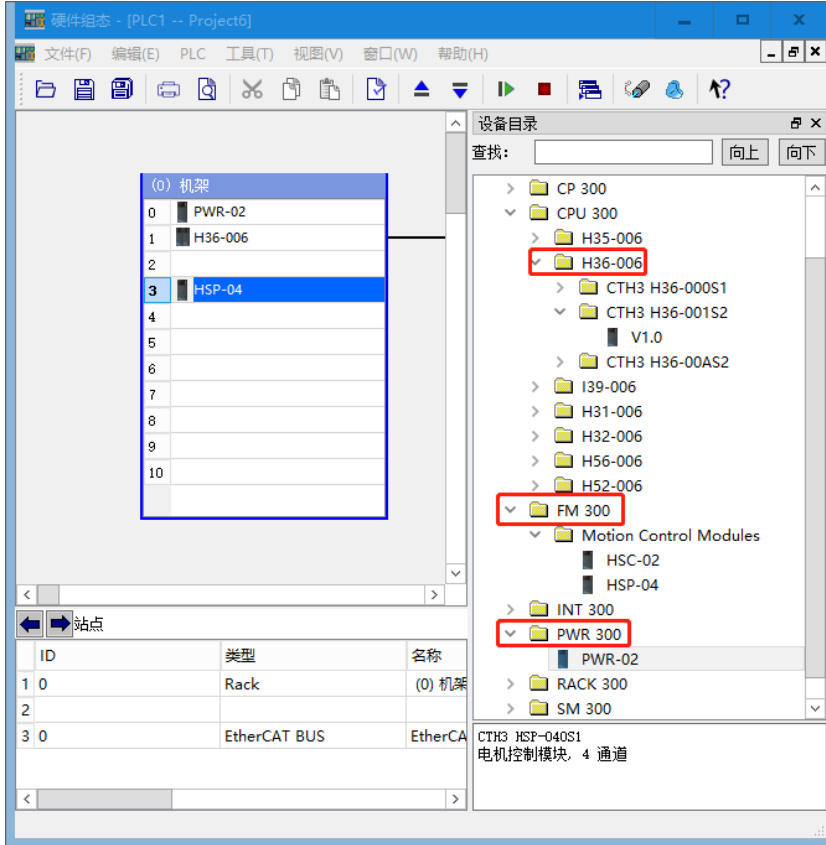 硬件组态 - [PLC1 -- Project6]
文件(F) 编辑(E) PLC 工具(T) 视图(V) 窗口(W) 帮助(H)
(0) 机架
0 PWR-02
1 H36-006
2
3 HSP-04
4
5
6
7
8
9
10
站点
ID 类型 名称
1 0 Rack (0) 机架
2
3 0 EtherCAT BUS EtherCA
设备目录
查找: 向上 向下
CP 300
CPU 300
H35-006
H36-006
CTH3 H36-000S1
CTH3 H36-001S2
V1.0
CTH3 H36-00AS2
I39-006
H31-006
H32-006
H56-006
H52-006
FM 300
Motion Control Modules
HSC-02
HSP-04
INT 300
PWR 300
PWR-02
RACK 300
SM 300
CTH3 HSP-040S1
电机控制模块, 4 通道